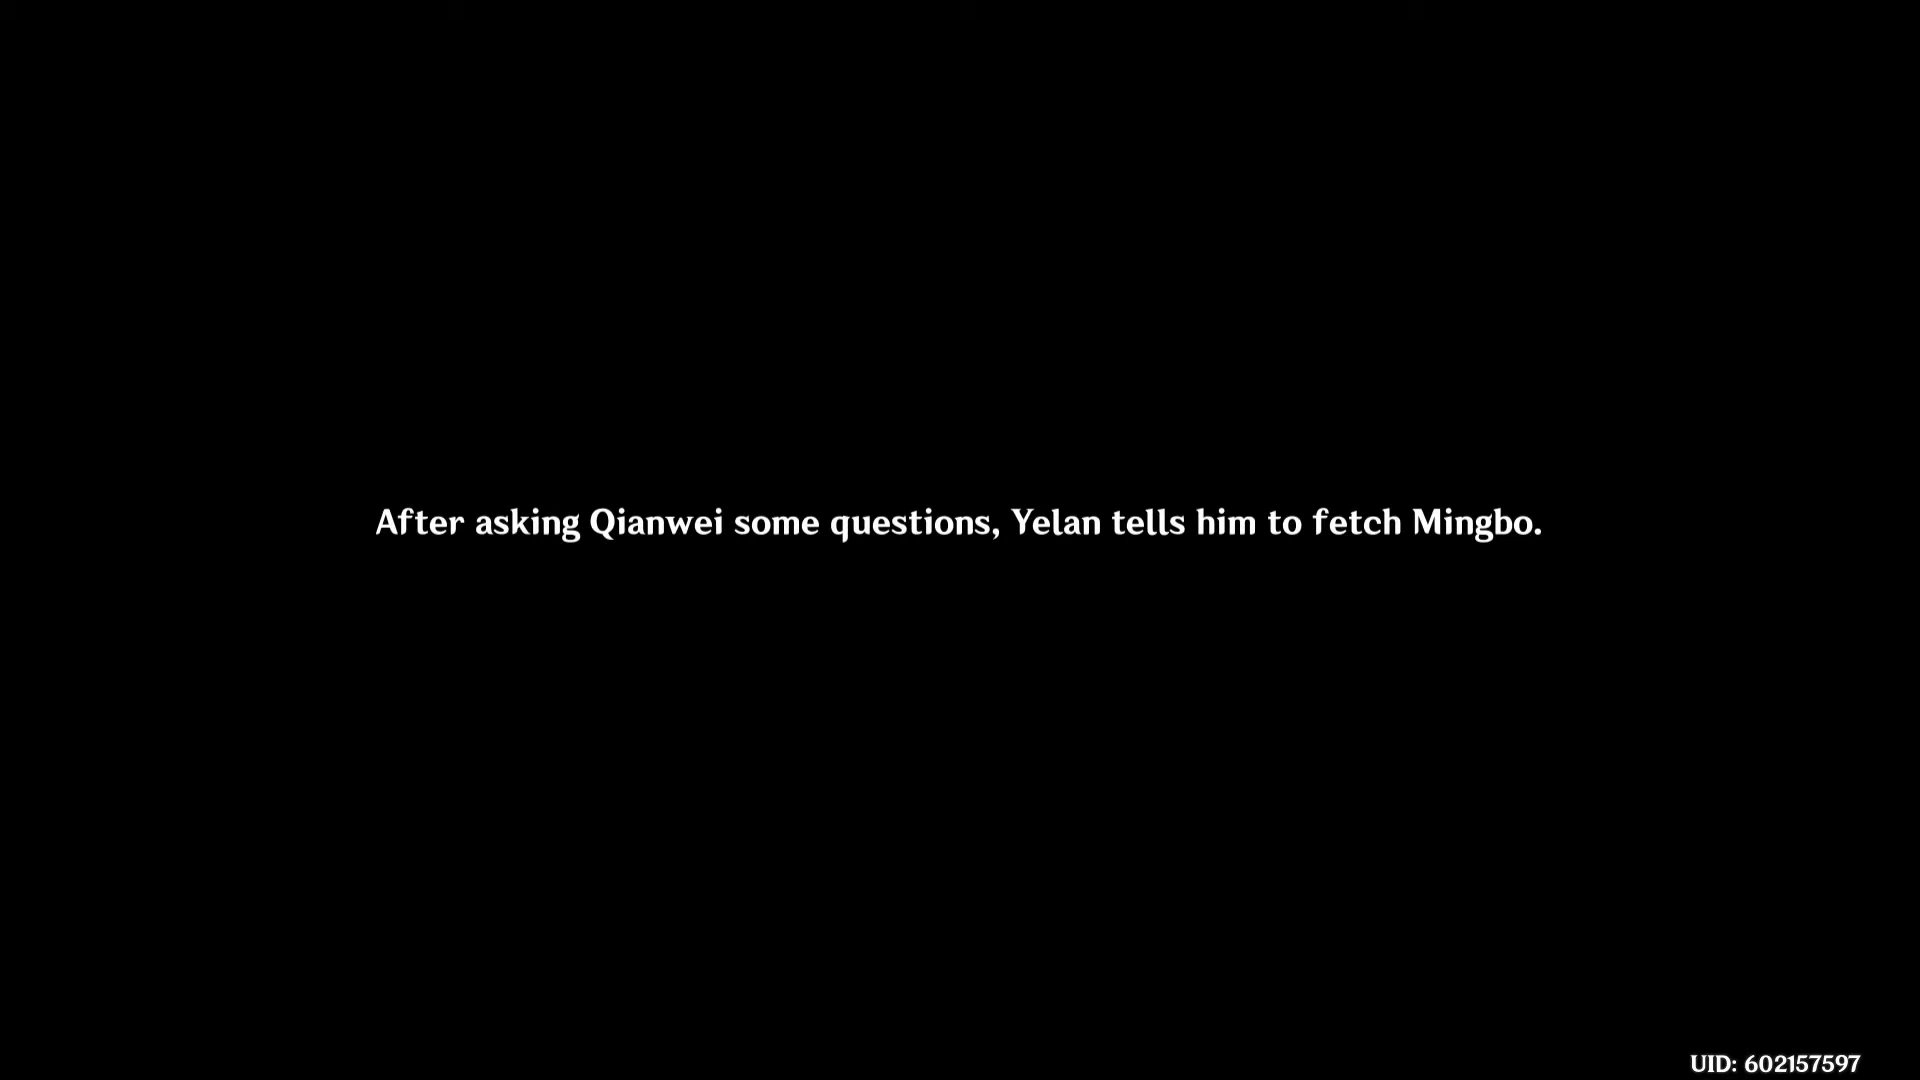 After asking Qianwei some questions, Yelan tells him to fetch Mingbo.
UID: 602157597